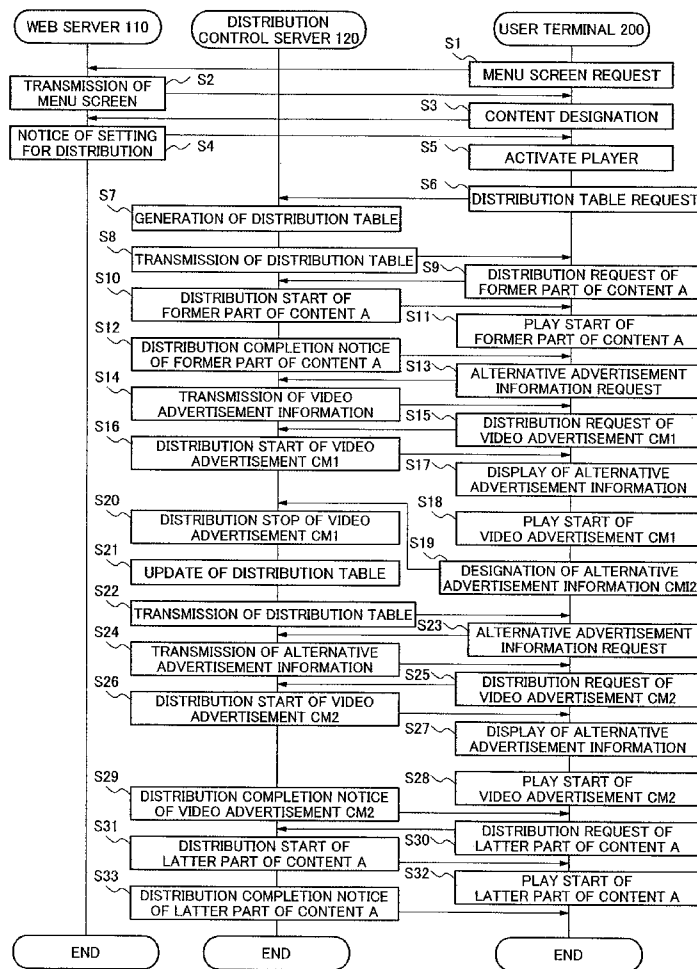 WEB SERVER 110
DISTRIBUTION
CONTROL SERVER 120
USER TERMINAL 200
S1
MENU SCREEN REQUEST
S2
TRANSMISSION OF
MENU SCREEN
S3
CONTENT DESIGNATION
S4
NOTICE OF SETTING
FOR DISTRIBUTION
S5
ACTIVATE PLAYER
S6
DISTRIBUTION TABLE REQUEST
S7
GENERATION OF DISTRIBUTION TABLE
S8
TRANSMISSION OF DISTRIBUTION TABLE
S9
DISTRIBUTION REQUEST OF
FORMER PART OF CONTENT A
S10
DISTRIBUTION START OF
FORMER PART OF CONTENT A
S11
PLAY START OF
FORMER PART OF CONTENT A
S12
DISTRIBUTION COMPLETION NOTICE
OF FORMER PART OF CONTENT A
S13
ALTERNATIVE ADVERTISEMENT
INFORMATION REQUEST
S14
TRANSMISSION OF VIDEO
ADVERTISEMENT INFORMATION
S15
DISTRIBUTION REQUEST OF
VIDEO ADVERTISEMENT CM1
S16
DISTRIBUTION START OF VIDEO
ADVERTISEMENT CM1
S17
DISPLAY OF ALTERNATIVE
ADVERTISEMENT INFORMATION
S18
PLAY START OF
VIDEO ADVERTISEMENT CM1
S19
DESIGNATION OF ALTERNATIVE
ADVERTISEMENT INFORMATION CMI2
S20
DISTRIBUTION STOP OF VIDEO
ADVERTISEMENT CM1
S21
UPDATE OF DISTRIBUTION TABLE
S22
TRANSMISSION OF DISTRIBUTION TABLE
S23
ALTERNATIVE ADVERTISEMENT
INFORMATION REQUEST
S24
TRANSMISSION OF ALTERNATIVE
ADVERTISEMENT INFORMATION
S25
DISTRIBUTION REQUEST
OF VIDEO ADVERTISEMENT CM2
S26
DISTRIBUTION START OF VIDEO
ADVERTISEMENT CM2
S27
DISPLAY OF ALTERNATIVE
ADVERTISEMENT INFORMATION
S28
PLAY START OF
VIDEO ADVERTISEMENT CM2
S29
DISTRIBUTION COMPLETION NOTICE
OF VIDEO ADVERTISEMENT CM2
S30
DISTRIBUTION REQUEST OF
LATTER PART OF CONTENT A
S31
DISTRIBUTION START OF
LATTER PART OF CONTENT A
S32
PLAY START OF
LATTER PART OF CONTENT A
S33
DISTRIBUTION COMPLETION NOTICE
OF LATTER PART OF CONTENT A
END
END
END